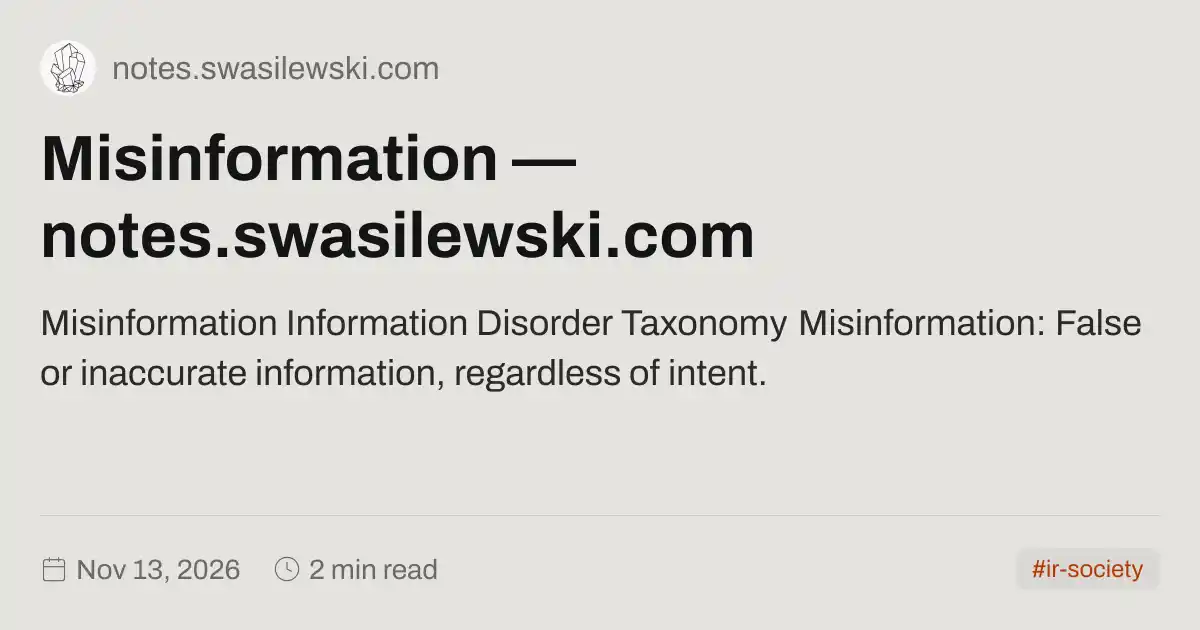 notes.swasilewski.com
Misinformation —
notes.swasilewski.com
Misinformation Information Disorder Taxonomy Misinformation: False
or inaccurate information, regardless of intent.
Nov 13, 2026 2 min read #ir-society